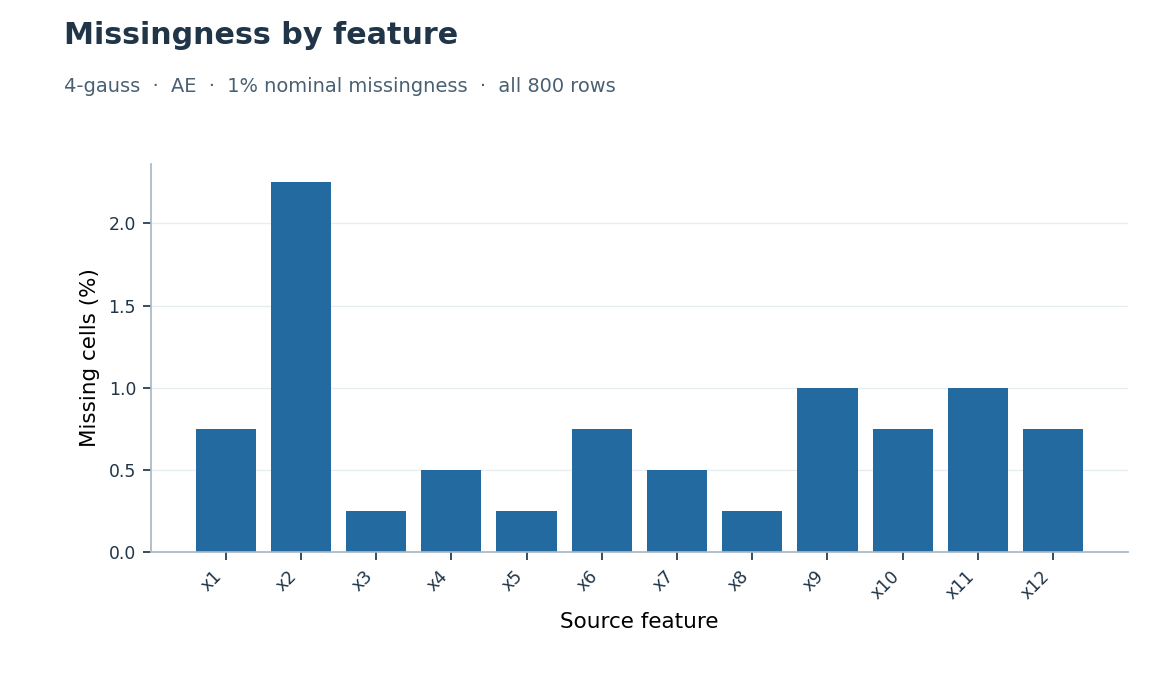 Missingness by feature
4-gauss · AE · 1% nominal missingness · all 800 rows
Missing cells (%)
2.0
1.5
1.0
0.5
0.0
x1 x2 x3 x4 x5 x6 x7 x8 x9 x10 x11 x12
Source feature